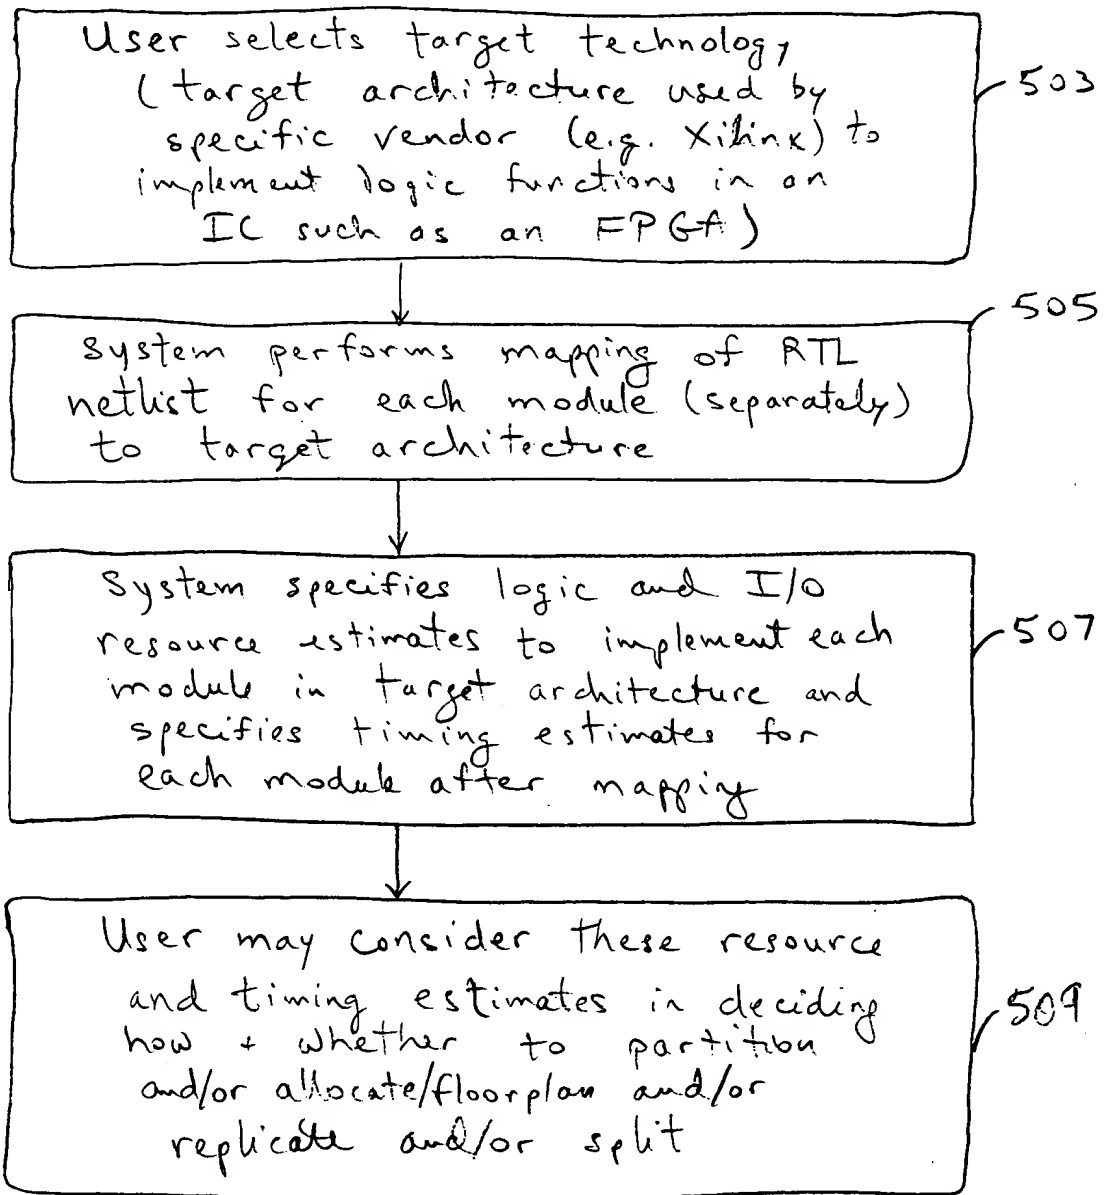 User selects target technology
(target architecture used by
503
specific vendor (e.g. Xilinx) to
implement logic functions in an
IC such as an FPGA)
505
System performs mapping of RTL
netlist for each module (separately)
to target architecture
System specifies logic and I/O
resource estimates to implement each
507
module in target architecture and
specifies timing estimates for
each module after mapping
User may consider these resource
and timing estimates in deciding
509
how + whether to partition
and/or allocate/floorplan and/or
replicate and/or split